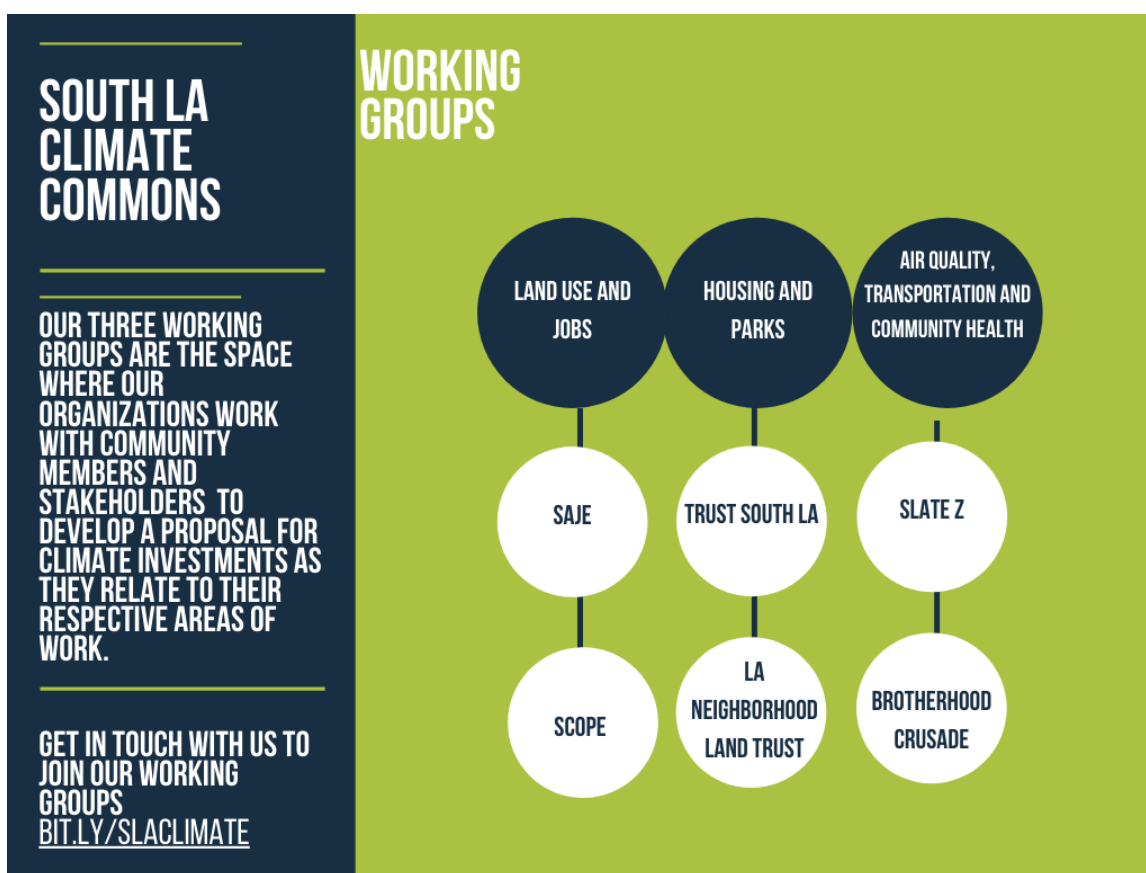 SOUTH LA
CLIMATE
COMMONS
OUR THREE WORKING
GROUPS ARE THE SPACE
WHERE OUR
ORGANIZATIONS WORK
WITH COMMUNITY
MEMBERS AND
STAKEHOLDERS TO
DEVELOP A PROPOSAL FOR
CLIMATE INVESTMENTS AS
THEY RELATE TO THEIR
RESPECTIVE AREAS OF
WORK.
GET IN TOUCH WITH US TO
JOIN OUR WORKING
GROUPS
BIT.LY/SLACLIMATE
WORKING
GROUPS
LAND USE AND
JOBS
HOUSING AND
PARKS
AIR QUALITY,
TRANSPORTATION AND
COMMUNITY HEALTH
SAJE
TRUST SOUTH LA
SLATE Z
SCOPE
LA
NEIGHBORHOOD
LAND TRUST
BROTHERHOOD
CRUSADE